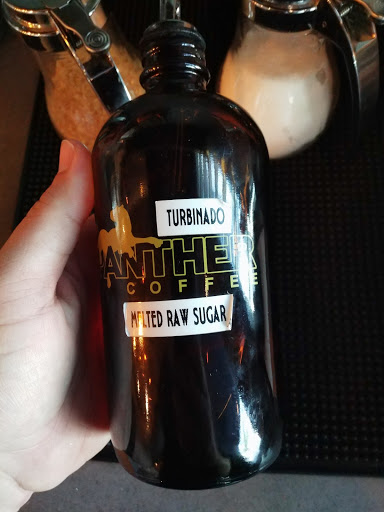 TURBINADO
PANTHER
COFFEE
MELTED RAW SUGAR